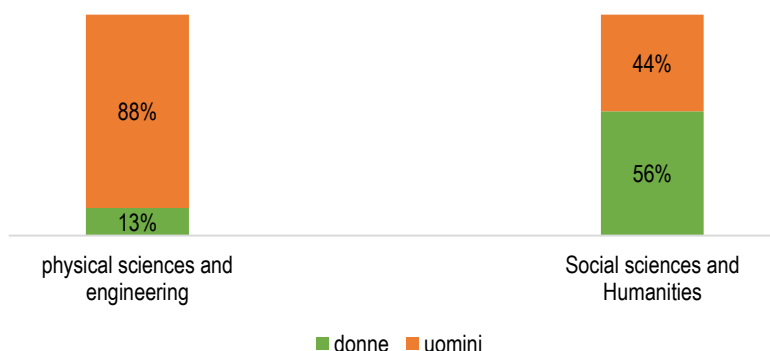 88%
13%
44%
56%
physical sciences and
engineering
Social sciences and
Humanities
donne uomini